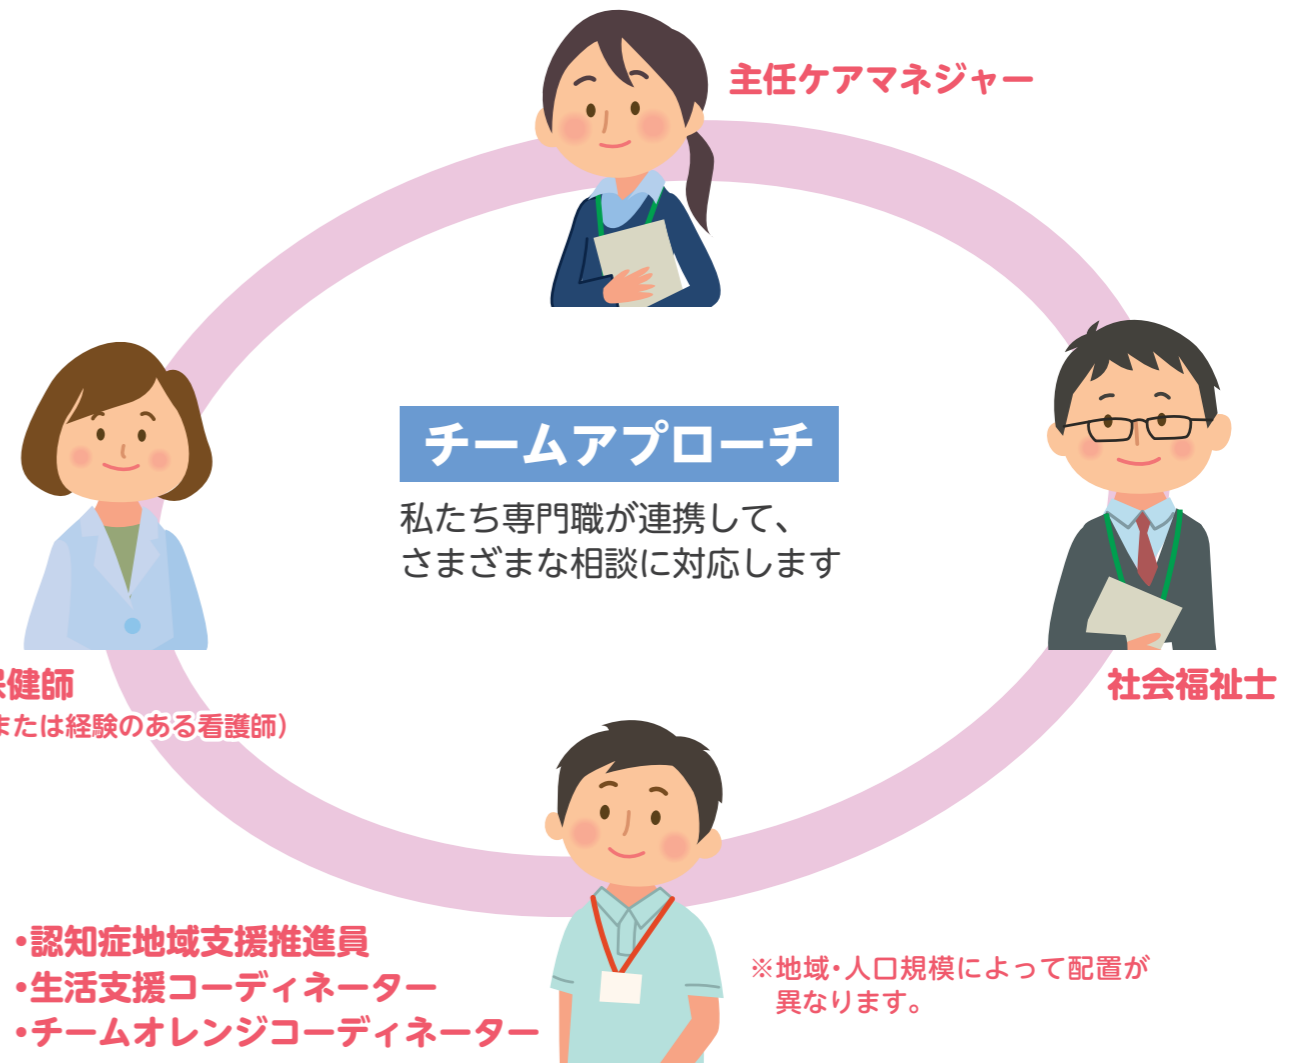 主任ケアマネジャー
チームアプローチ
私たち専門職が連携して、
さまざまな相談に対応します
健師
または経験のある看護師）
社会福祉士
・認知症地域支援推進員
・生活支援コーディネーター
・チームオレンジコーディネーター
※地域・人口規模によって配置が
異なります。